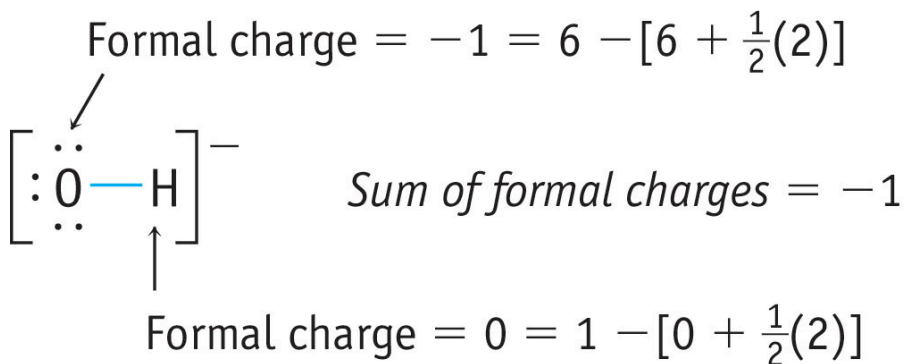 Formal charge = −1 = 6 −[6 + ½(2)]
[:Ö̤—H]⁻
Sum of formal charges = −1
Formal charge = 0 = 1 −[0 + ½(2)]